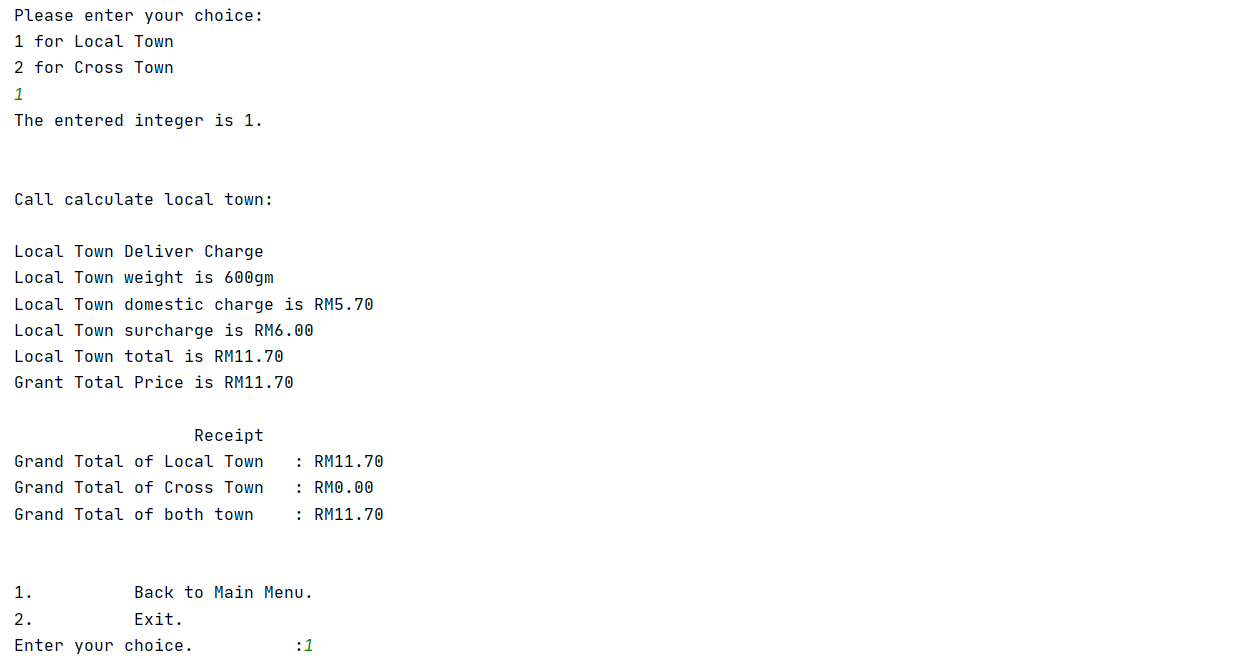 Please enter your choice:
1 for Local Town
2 for Cross Town
1
The entered integer is 1.
Call calculate local town:
Local Town Deliver Charge
Local Town weight is 600gm
Local Town domestic charge is RM5.70
Local Town surcharge is RM6.00
Local Town total is RM11.70
Grant Total Price is RM11.70
Receipt
Grand Total of Local Town   : RM11.70
Grand Total of Cross Town   : RM0.00
Grand Total of both town    : RM11.70
1.          Back to Main Menu.
2.          Exit.
Enter your choice.          :1